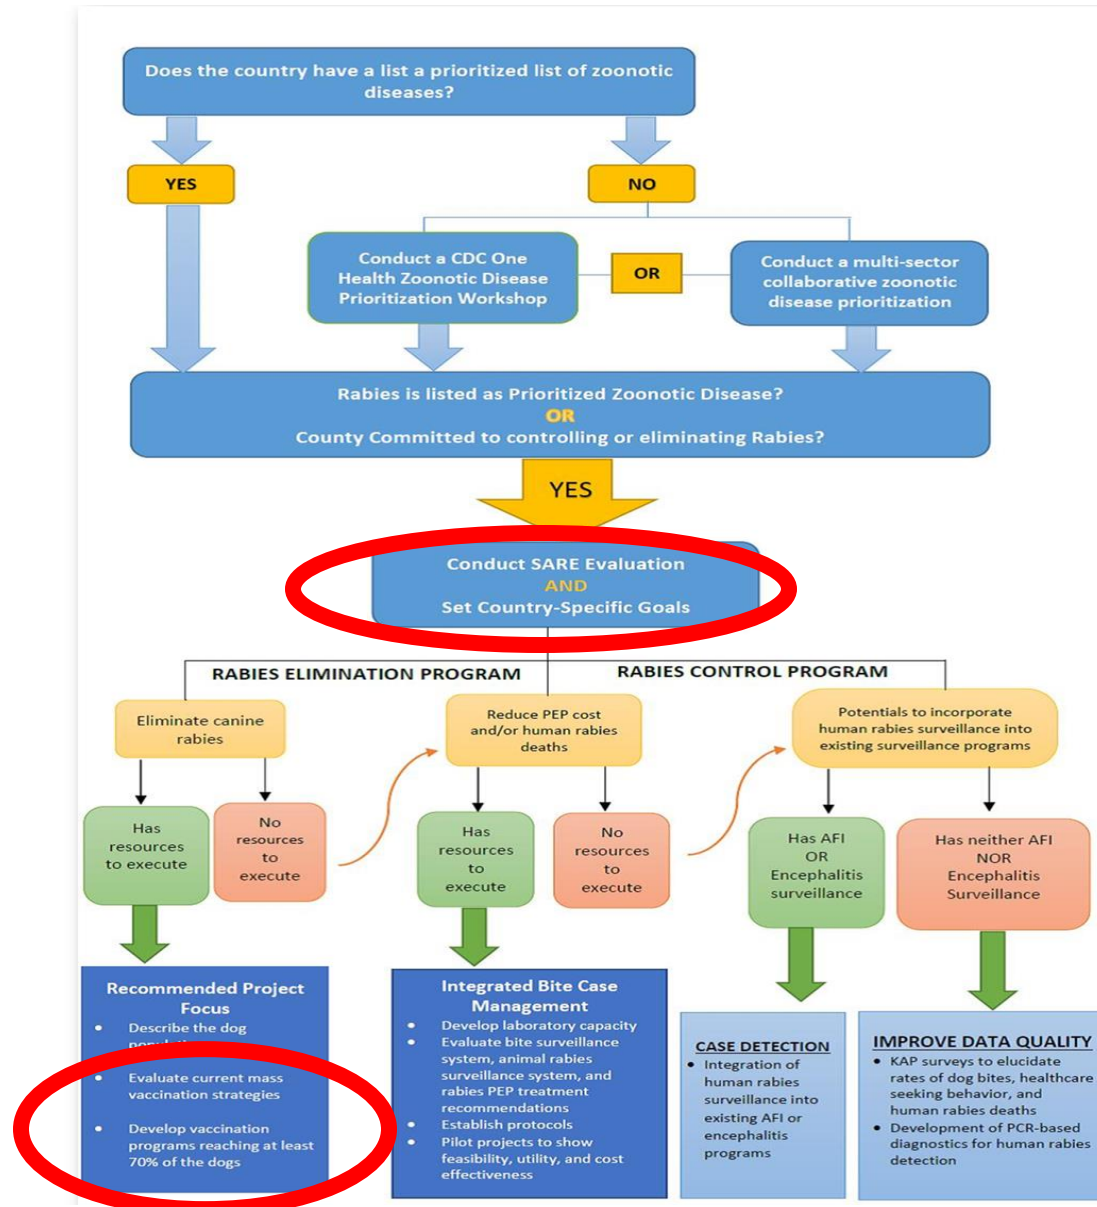 Does the country have a list a prioritized list of zoonotic
diseases?
YES
NO
Conduct a CDC One
Health Zoonotic Disease
Prioritization Workshop
OR
Conduct a multi-sector
collaborative zoonotic
disease prioritization
Rabies is listed as Prioritized Zoonotic Disease?
OR
County Committed to controlling or eliminating Rabies?
YES
Conduct SARE Evaluation
AND
Set Country-Specific Goals
RABIES ELIMINATION PROGRAM
RABIES CONTROL PROGRAM
Eliminate canine
rabies
Reduce PEP cost
and/or human rabies
deaths
Potentials to incorporate
human rabies surveillance into
existing surveillance programs
Has
resources
to execute
No
resources
to
execute
Has
resources
to
execute
No
resources
to
execute
Has AFI
OR
Encephalitis
surveillance
Has neither AFI
NOR
Encephalitis
Surveillance
Recommended Project
Focus
• Describe the dog
• Evaluate current mass
vaccination strategies
• Develop vaccination
programs reaching at least
70% of the dogs
Integrated Bite Case
Management
• Develop laboratory capacity
• Evaluate bite surveillance
system, animal rabies
surveillance system, and
rabies PEP treatment
recommendations
• Establish protocols
• Pilot projects to show
feasibility, utility, and cost
effectiveness
CASE DETECTION
• Integration of
human rabies
surveillance into
existing AFI or
encephalitis
programs
IMPROVE DATA QUALITY
• KAP surveys to elucidate
rates of dog bites, healthcare
seeking behavior, and
human rabies deaths
• Development of PCR-based
diagnostics for human rabies
detection